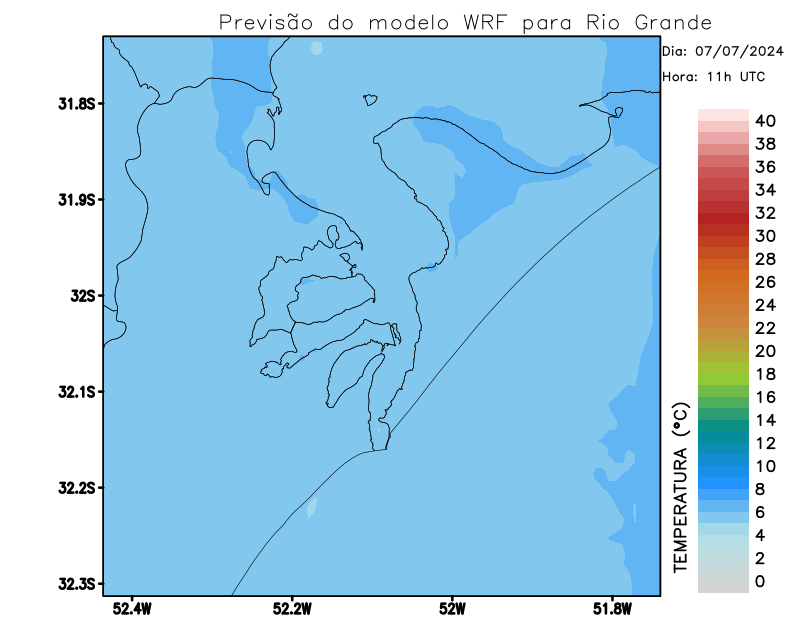 Previsão do modelo WRF para Rio Grande
Dia: 07/07/2024
Hora: 11h UTC
31.8S
31.9S
32S
32.1S
32.2S
32.3S
52.4W
52.2W
52W
51.8W
TEMPERATURA (°C)
40
38
36
34
32
30
28
26
24
22
20
18
16
14
12
10
8
6
4
2
0